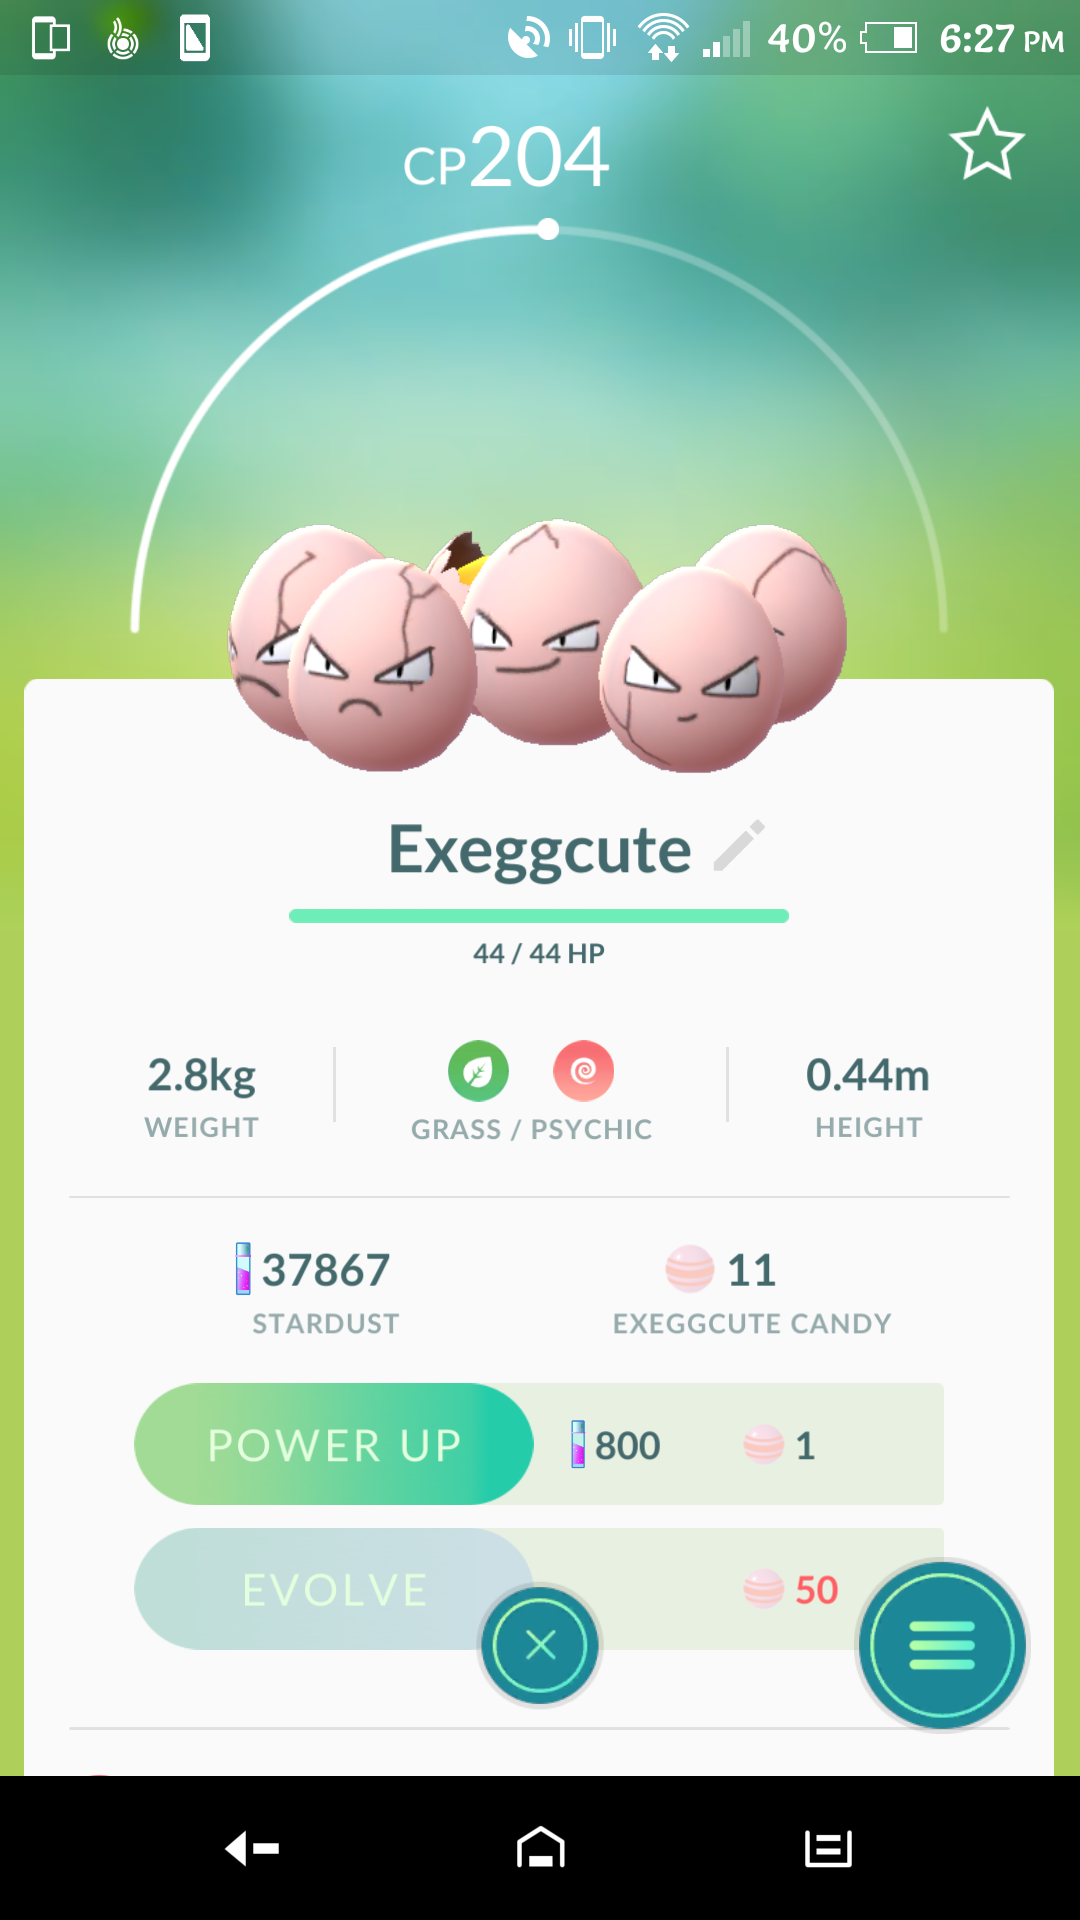 40% 6:27 PM
CP204
Exeggcute
44 / 44 HP
2.8kg
WEIGHT
GRASS / PSYCHIC
0.44m
HEIGHT
37867
STARDUST
11
EXEGGCUTE CANDY
POWER UP 800 1
EVOLVE 50